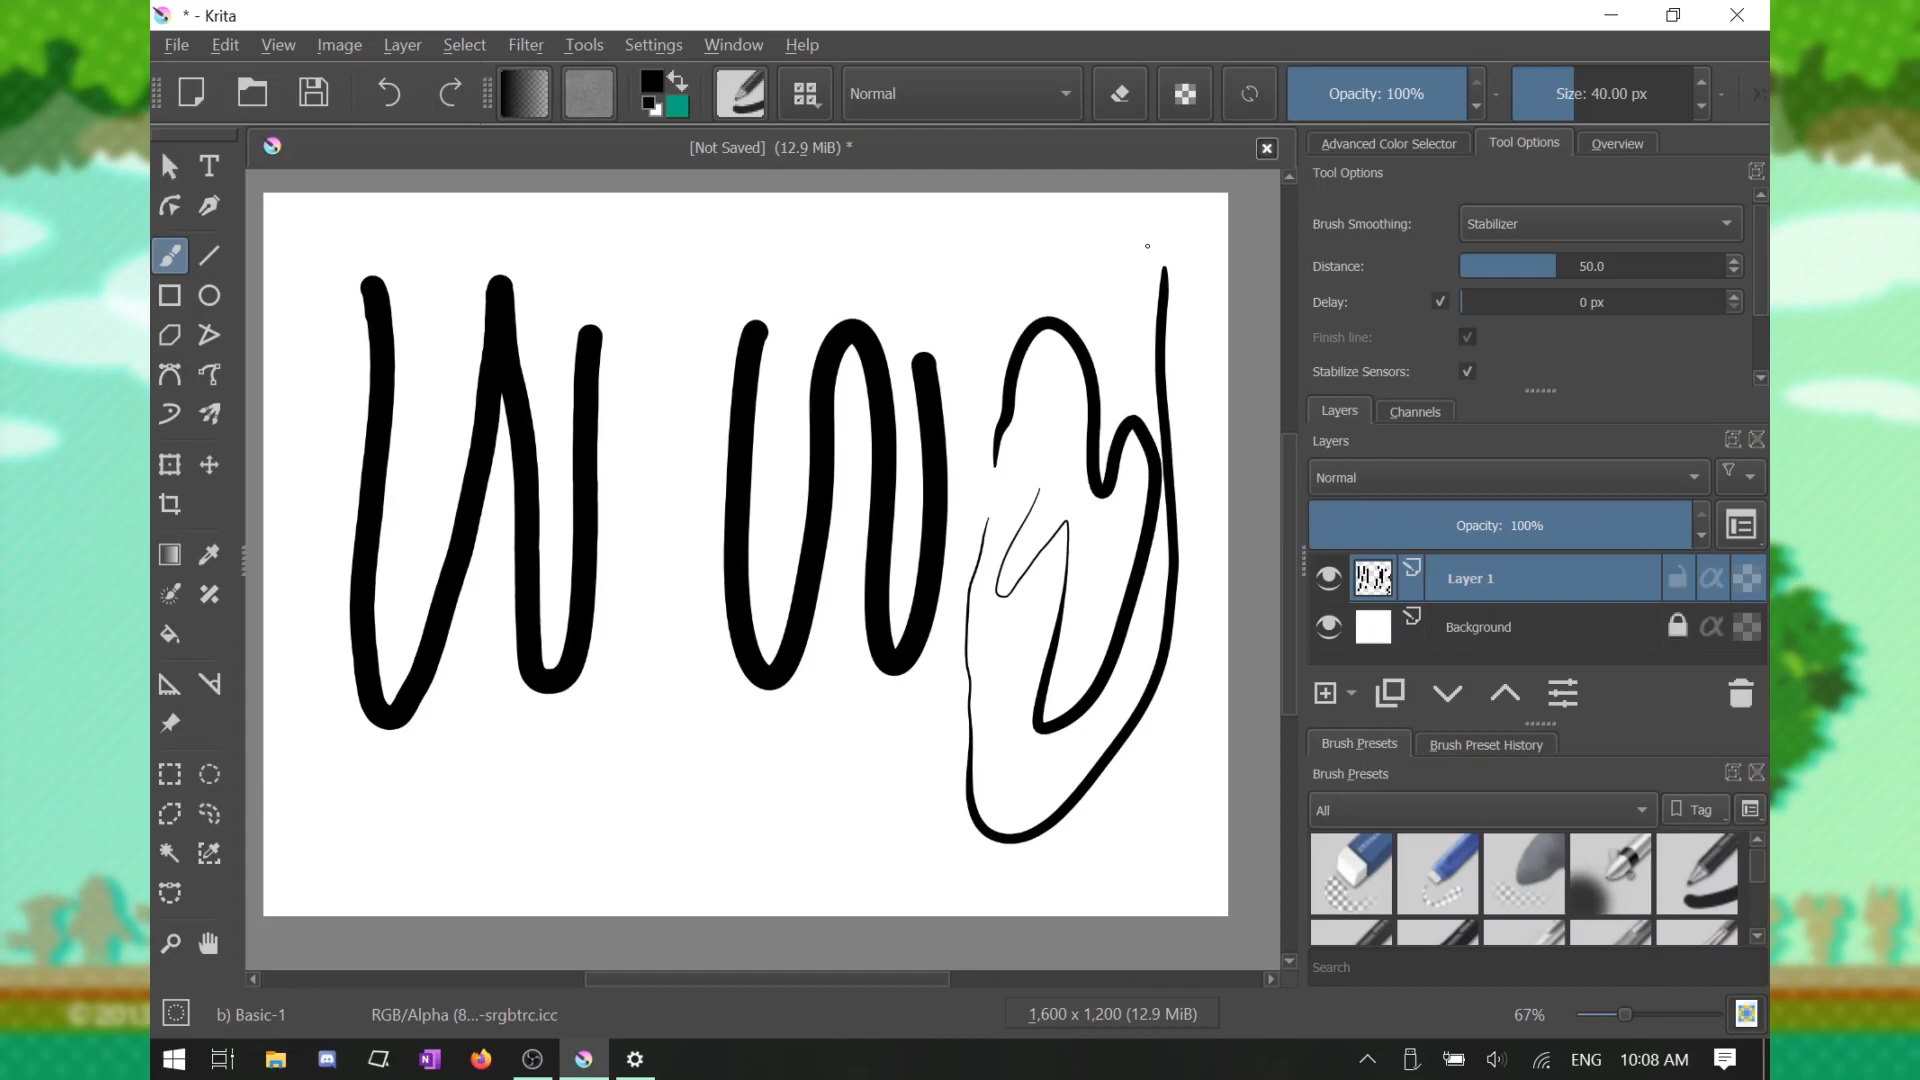 * - Krita
File Edit View Image Layer Select Filter Tools Settings Window Help
Normal Opacity: 100% Size: 40.00 px
[Not Saved] (12.9 MiB) *
Advanced Color Selector Tool Options Overview
Tool Options
Brush Smoothing: Stabilizer
Distance: 50.0
Delay: 0 px
Finish line:
Stabilize Sensors:
Layers Channels
Layers
Normal
Opacity: 100%
Layer 1
Background
Brush Presets Brush Preset History
Brush Presets
All Tag
Search
b) Basic-1 RGB/Alpha (8...-srgbtrc.icc 1,600 x 1,200 (12.9 MiB) 67%
ENG 10:08 AM